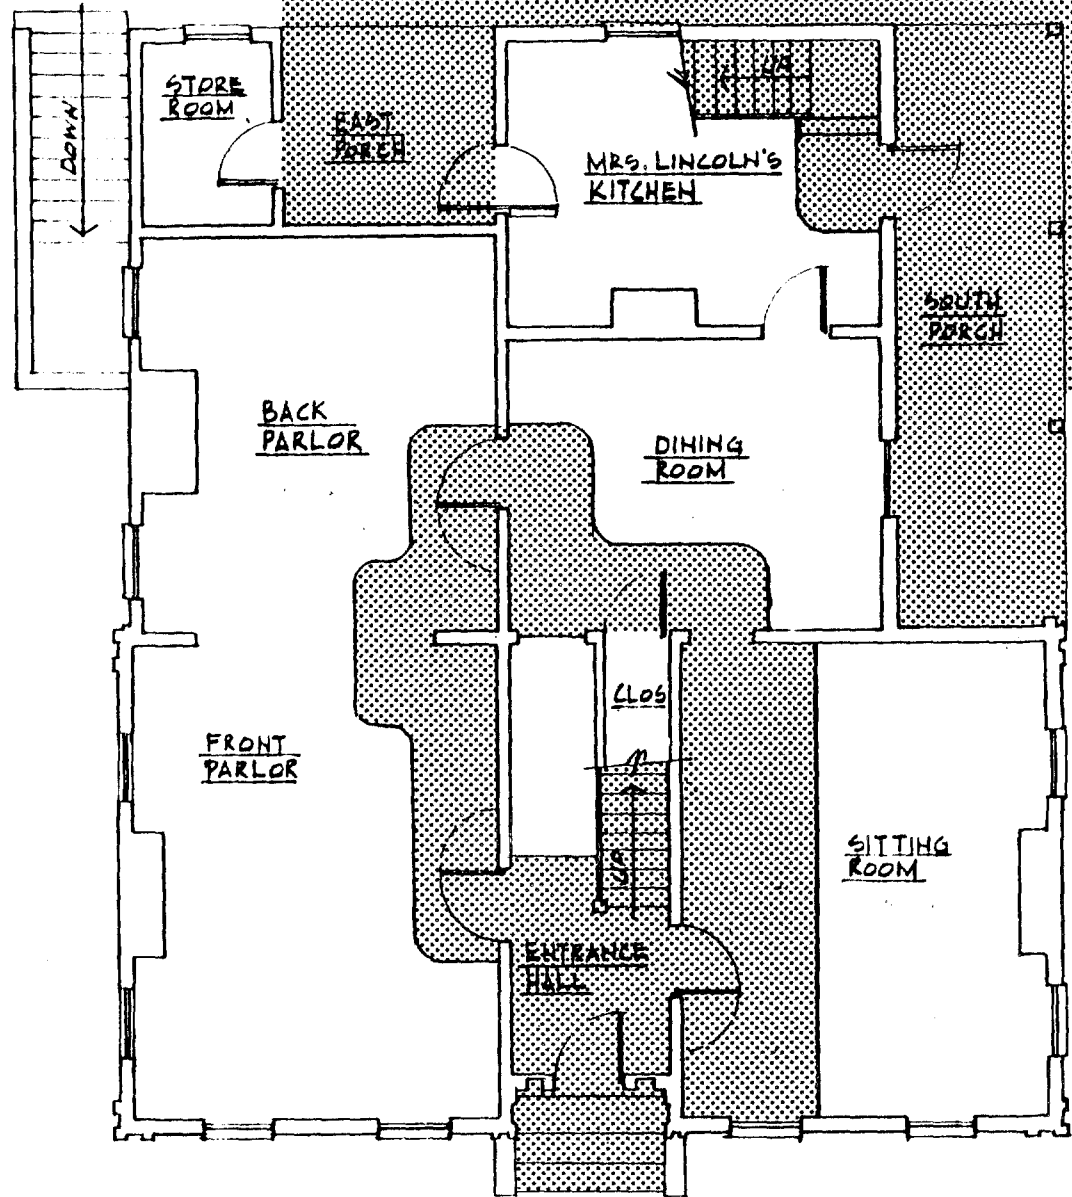 DOWN
STORE
ROOM
EAST
PORCH
UP
MRS. LINCOLN'S
KITCHEN
SOUTH
PORCH
BACK
PARLOR
DINING
ROOM
CLOS
FRONT
PARLOR
UP
SITTING
ROOM
ENTRANCE
HALL